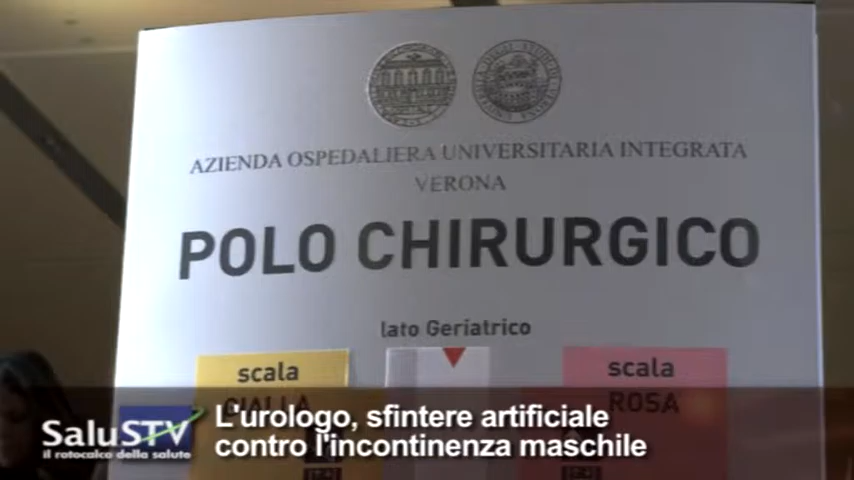 AZIENDA OSPEDALIERA UNIVERSITARIA INTEGRATA
VERONA
POLO CHIRURGICO
lato Geriatrico
scala
GIALLA
scala
ROSA
L'urologo, sfintere artificiale
contro l'incontinenza maschile
SaluSTV
il rotocalco della salute